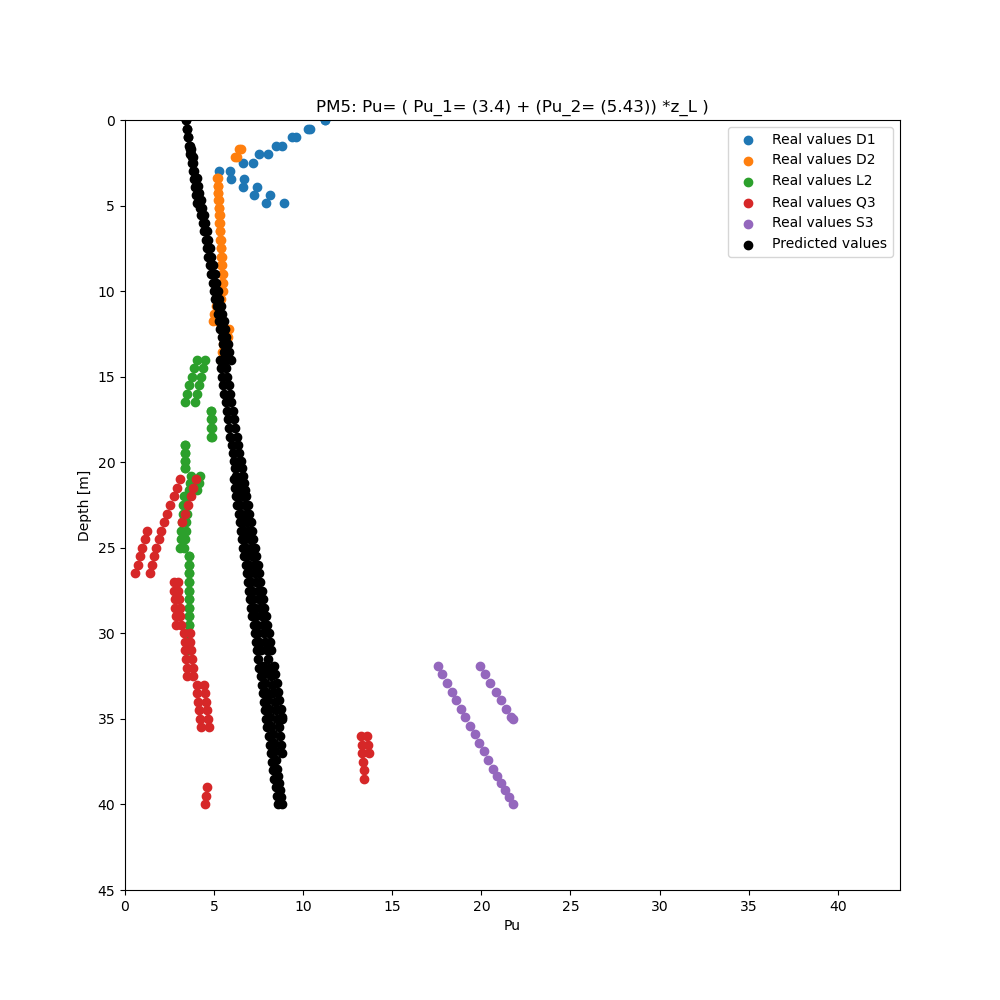 PM5: Pu= ( Pu_1= (3.4) + (Pu_2= (5.43)) *z_L )
0
5
10
15
20
25
30
35
40
45
Depth [m]
Real values D1
Real values D2
Real values L2
Real values Q3
Real values S3
Predicted values
0 5 10 15 20 25 30 35 40
Pu